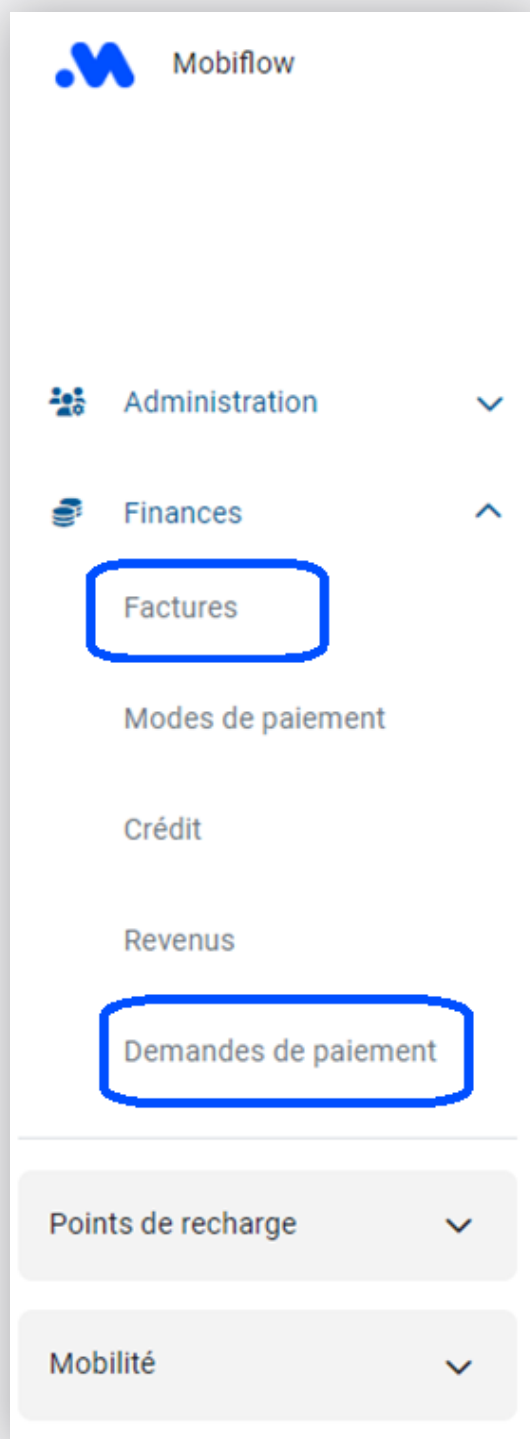 Mobiflow
Administration
Finances
Factures
Modes de paiement
Crédit
Revenus
Demandes de paiement
Points de recharge
Mobilité